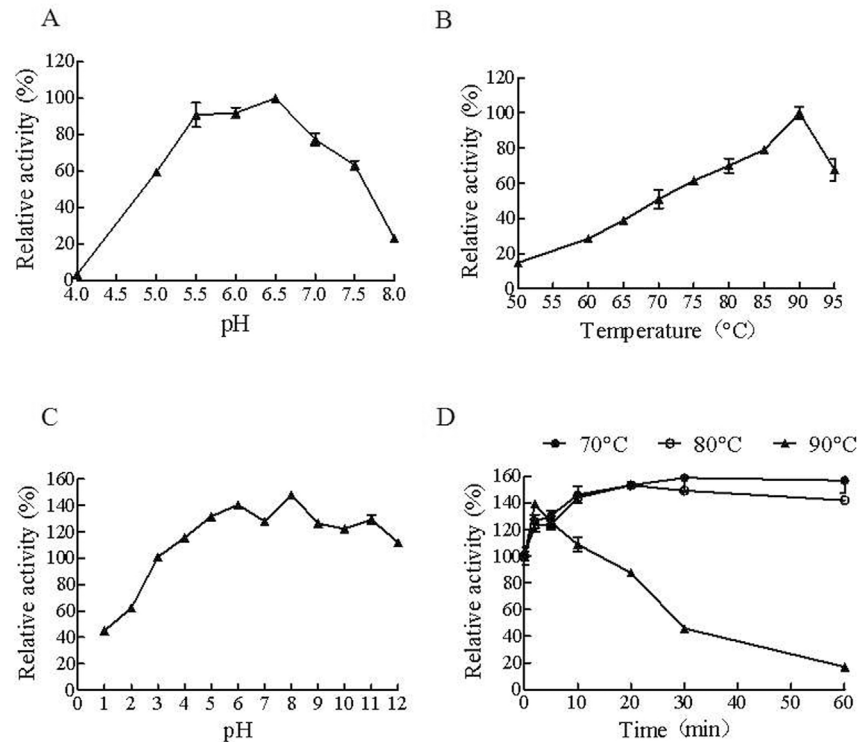 A
Relative activity (%)
120
100
80
60
40
20
0
4.0 4.5 5.0 5.5 6.0 6.5 7.0 7.5 8.0
pH
B
Relative activity (%)
120
100
80
60
40
20
0
50 55 60 65 70 75 80 85 90 95
Temperature (°C)
C
Relative activity (%)
160
140
120
100
80
60
40
20
0
0 1 2 3 4 5 6 7 8 9 10 11 12
pH
D
70°C 80°C 90°C
Relative activity (%)
160
140
120
100
80
60
40
20
0
0 10 20 30 40 50 60
Time (min)